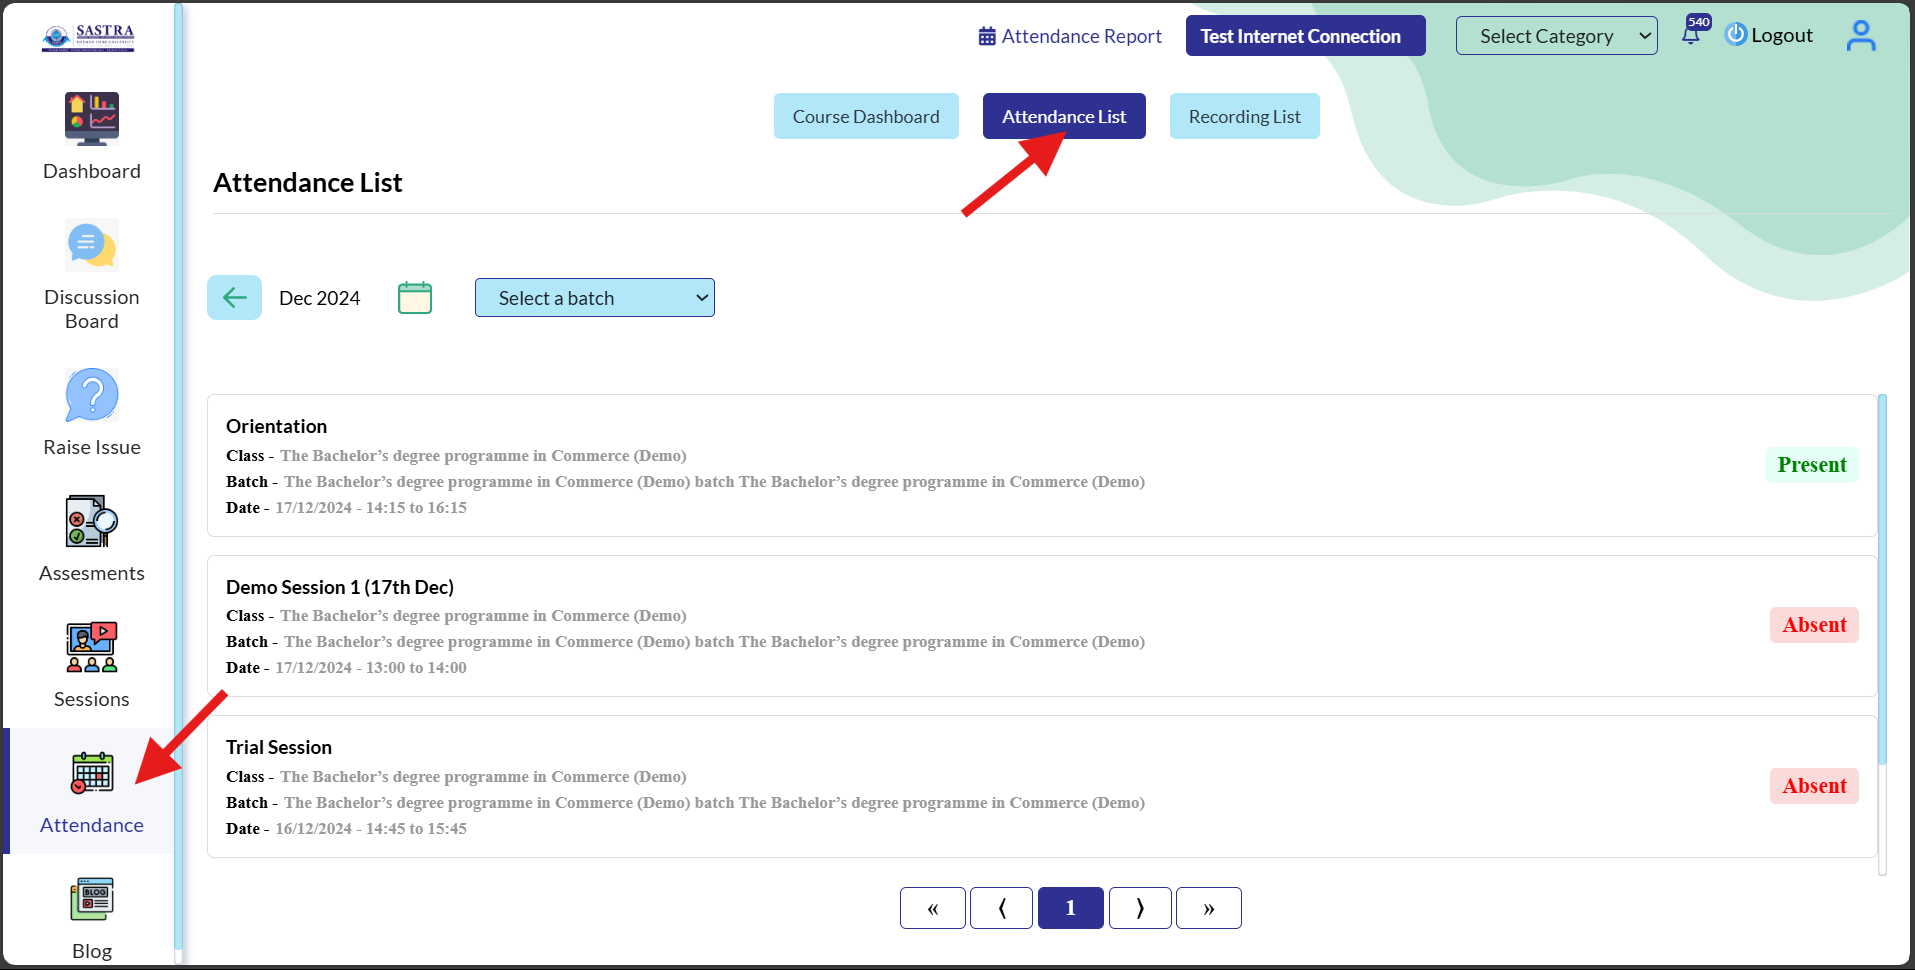 SASTRA
Attendance Report
Test Internet Connection
Select Category
540
Logout
Course Dashboard
Attendance List
Recording List
Dashboard
Discussion
Board
Raise Issue
Assesments
Sessions
Attendance
BLOG
Blog
Attendance List
Dec 2024
Select a batch
Orientation
Class - The Bachelor’s degree programme in Commerce (Demo)
Batch - The Bachelor’s degree programme in Commerce (Demo) batch The Bachelor’s degree programme in Commerce (Demo)
Date - 17/12/2024 - 14:15 to 16:15
Present
Demo Session 1 (17th Dec)
Class - The Bachelor’s degree programme in Commerce (Demo)
Batch - The Bachelor’s degree programme in Commerce (Demo) batch The Bachelor’s degree programme in Commerce (Demo)
Date - 17/12/2024 - 13:00 to 14:00
Absent
Trial Session
Class - The Bachelor’s degree programme in Commerce (Demo)
Batch - The Bachelor’s degree programme in Commerce (Demo) batch The Bachelor’s degree programme in Commerce (Demo)
Date - 16/12/2024 - 14:45 to 15:45
Absent
« ⟨ 1 ⟩ »